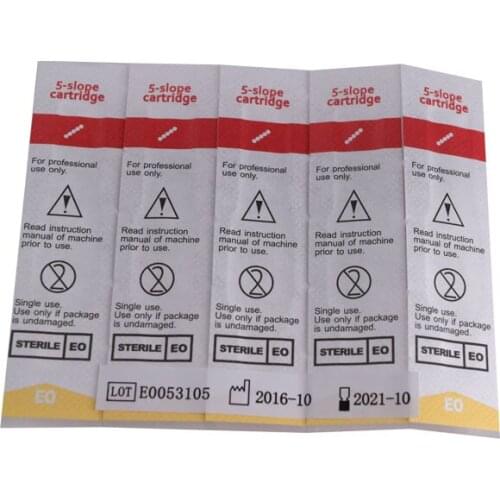 5-slope
cartridge
For professional
use only.
Read instruction
manual of machine
prior to use.
Single use.
Use only if package
is undamaged.
STERILE EO
EO
5-slope
cartridge
For professional
use only.
Read instruction
manual of machine
prior to use.
Single use.
Use only if package
is undamaged.
STERILE EO
5-slope
cartridge
For professional
use only.
Read instruction
manual of machine
prior to use.
Single use.
Use only if package
is undamaged.
STERILE EO
5-slope
cartridge
For professional
use only.
Read instruction
manual of machine
prior to use.
Single use.
Use only if package
is undamaged.
STERILE EO
5-slope
cartridge
For professional
use only.
Read instruction
manual of machine
prior to use.
Single use.
Use only if package
is undamaged.
STERILE EO
EO
LOT E0053105 2016-10 2021-10